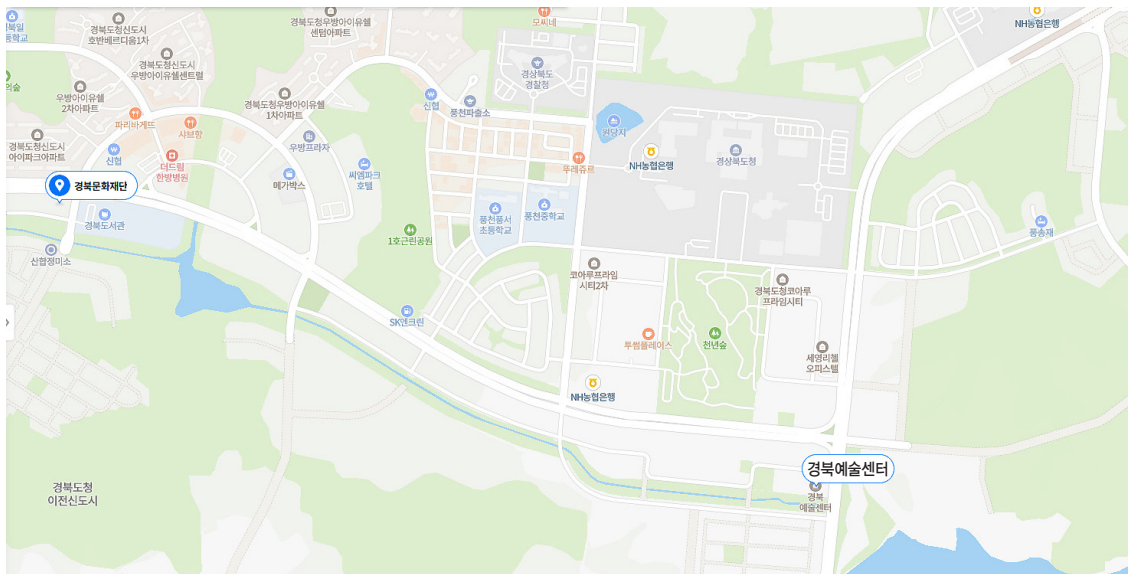 경북일
등학교
경북도청신도시
호반베르디움1차
경북도청우방아이유쉘
센텀아파트
모씨네
NH농협은행
경북도청신도시
우방아이유쉘센트럴
경상북도
경찰청
억숲
우방아이유쉘
2차아파트
경북도청우방아이유쉘
1차아파트
신협
풍천파출소
파리바게뜨
샤브향
원당지
경북도청신도시
아이파크아파트
신협
더드림
한방병원
우방프라자
뚜레쥬르
NH농협은행
경상북도청
경북문화재단
메가박스
씨엠파크
호텔
경북도서관
풍천풍서
초등학교
풍천중학교
풍송재
1호근린공원
산협정미소
코아루프라임
시티2차
경북도청코아루
프라임시티
SK엔크린
투썸플레이스
천년숲
세영리첼
오피스텔
NH농협은행
경북예술센터
경북도청
이전신도시
경북
예술센터